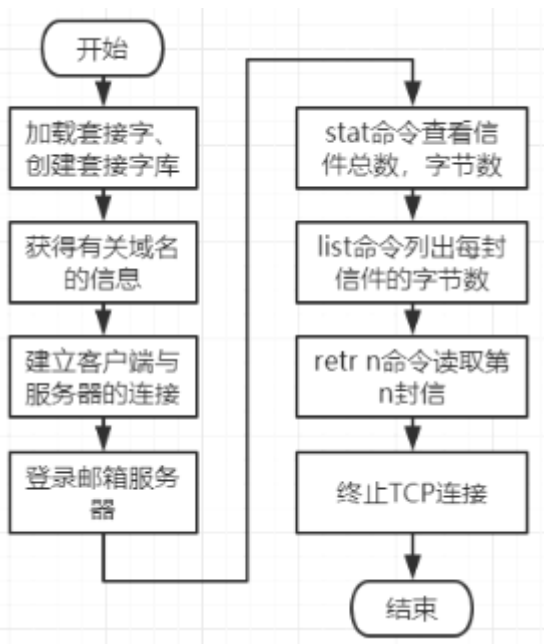 开始
加载套接字、
创建套接字库
获得有关域名
的信息
建立客户端与
服务器的连接
登录邮箱服务
器
stat命令查看信
件总数，字节数
list命令列出每封
信件的字节数
retr n命令读取第
n封信
终止TCP连接
结束